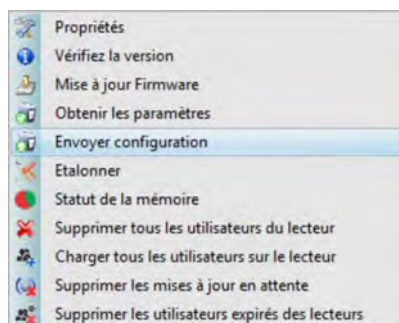 Propriétés
Vérifiez la version
Mise à jour Firmware
Obtenir les paramètres
Envoyer configuration
Etalonner
Statut de la mémoire
Supprimer tous les utilisateurs du lecteur
Charger tous les utilisateurs sur le lecteur
Supprimer les mises à jour en attente
Supprimer les utilisateurs expirés des lecteurs